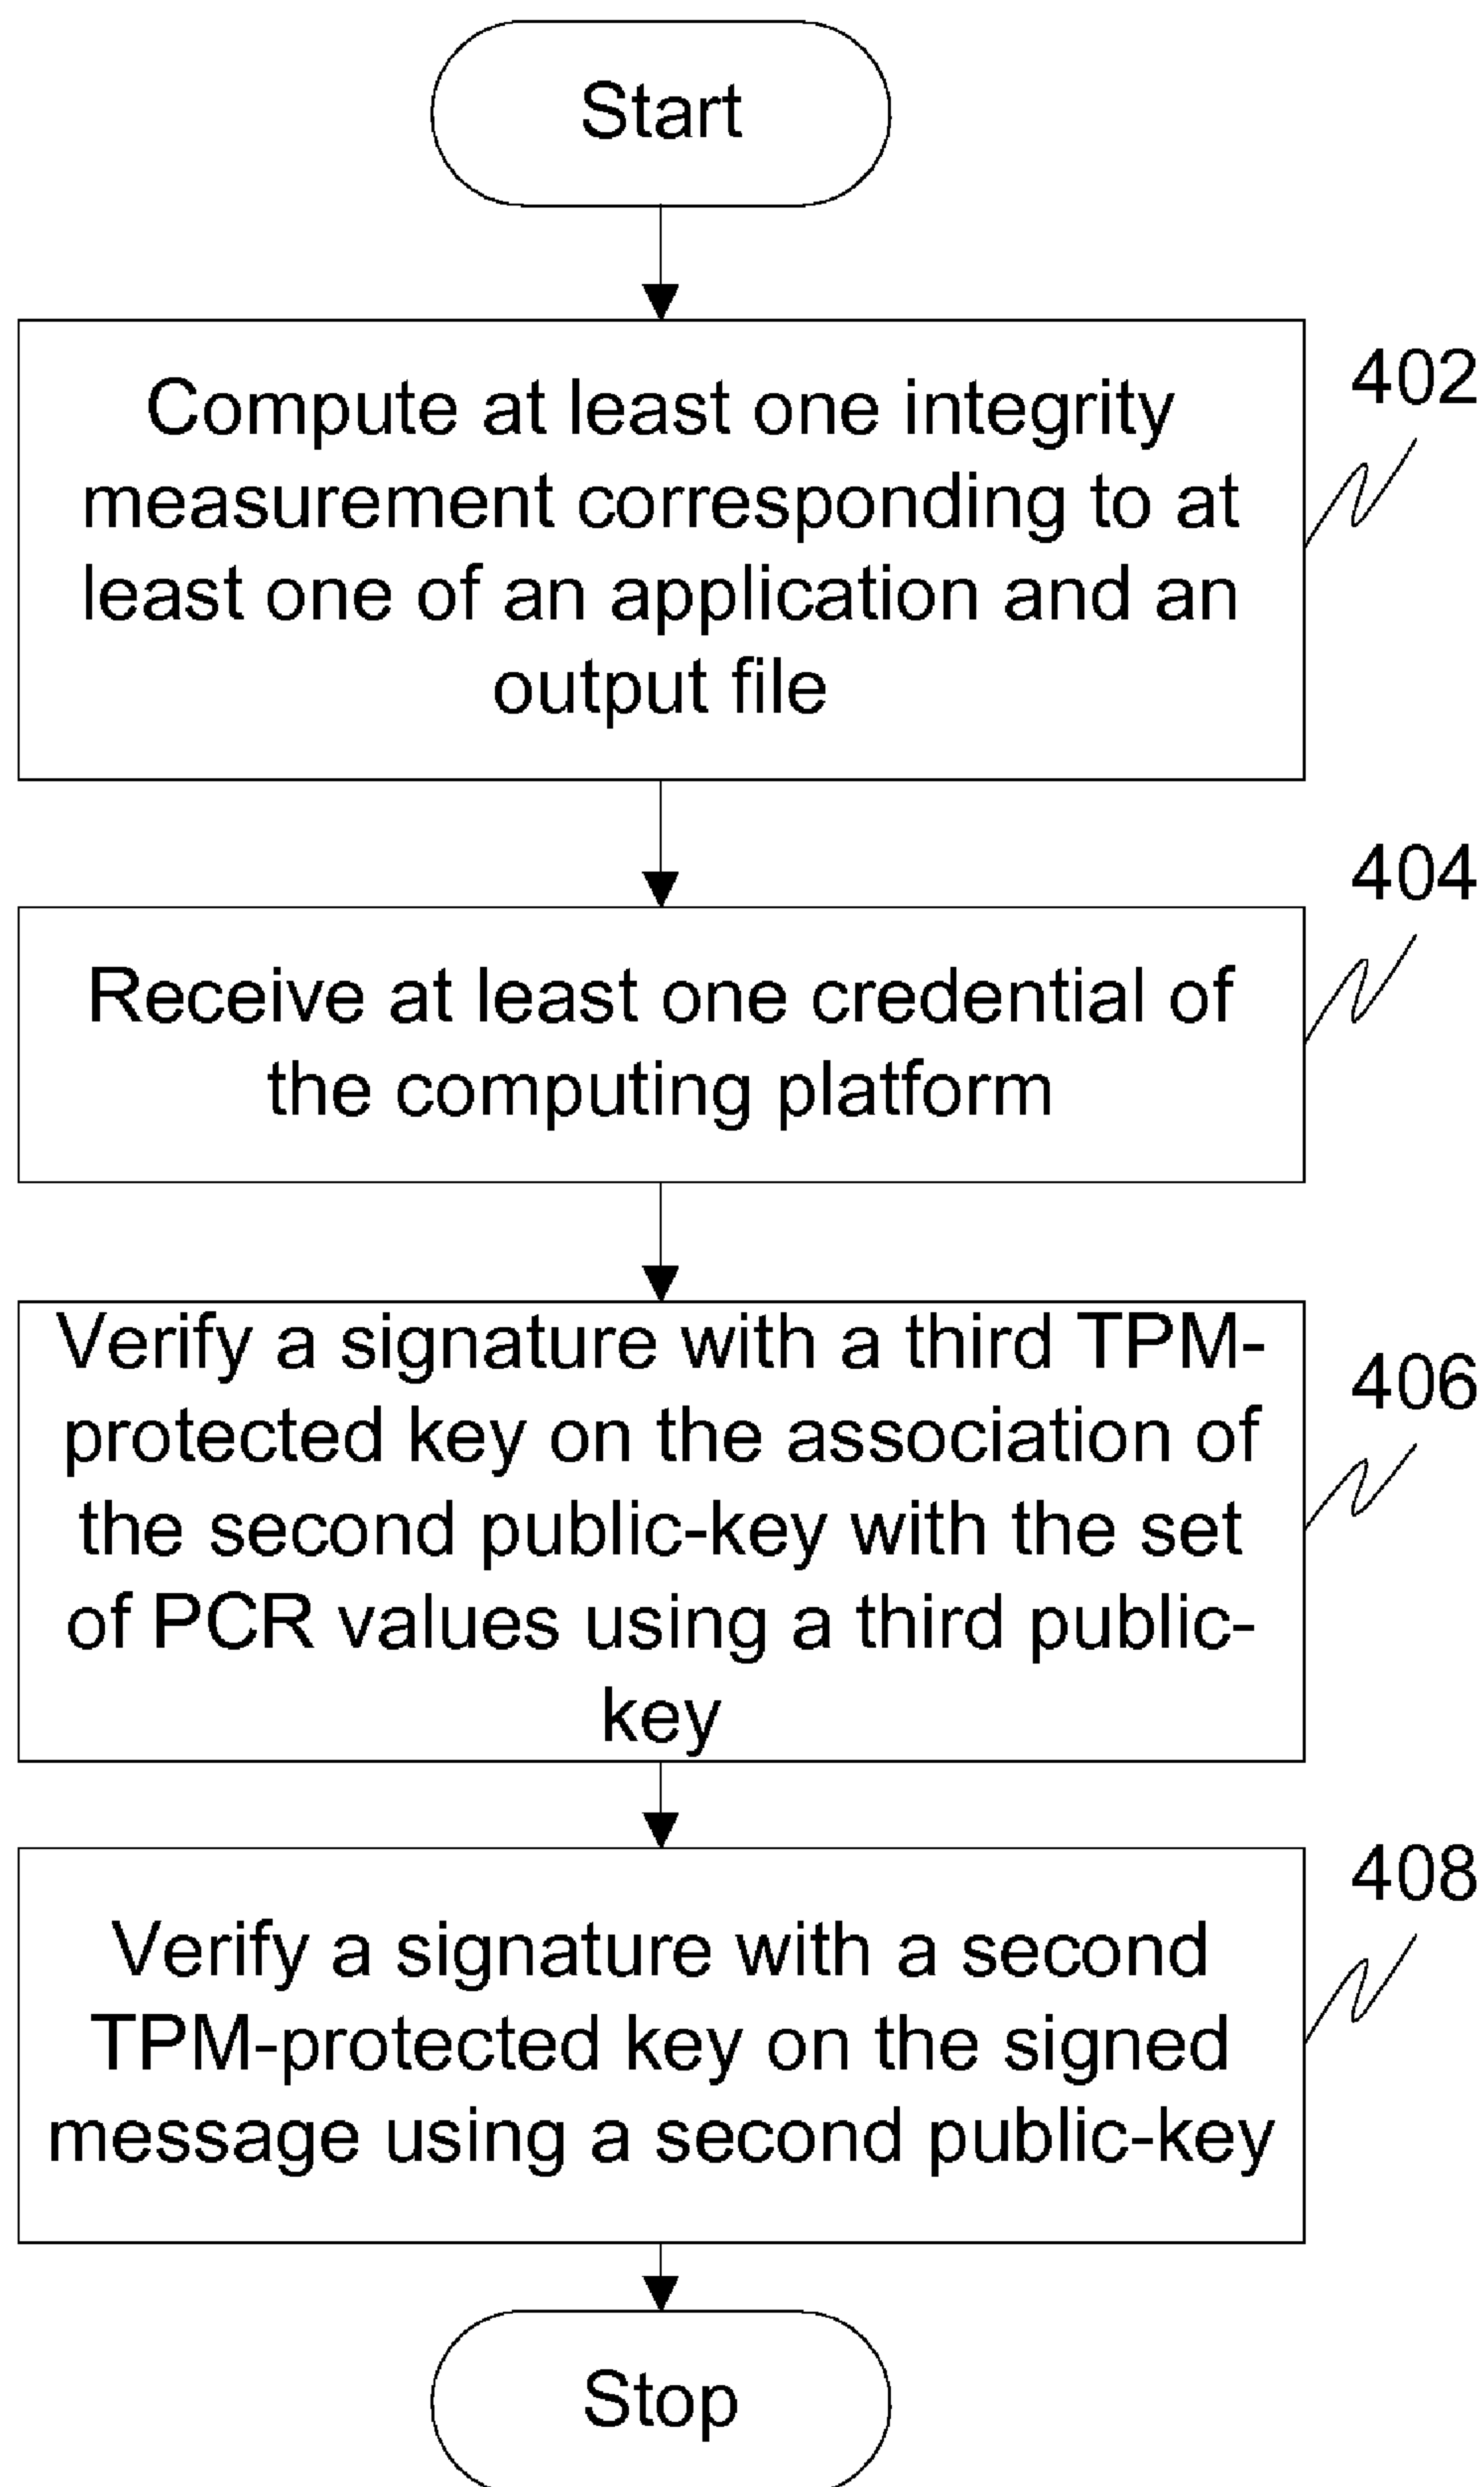 Start
Compute at least one integrity
measurement corresponding to at
least one of an application and an
output file
402
Receive at least one credential of
the computing platform
404
Verify a signature with a third TPM-
protected key on the association of
the second public-key with the set
of PCR values using a third public-
key
406
Verify a signature with a second
TPM-protected key on the signed
message using a second public-key
408
Stop